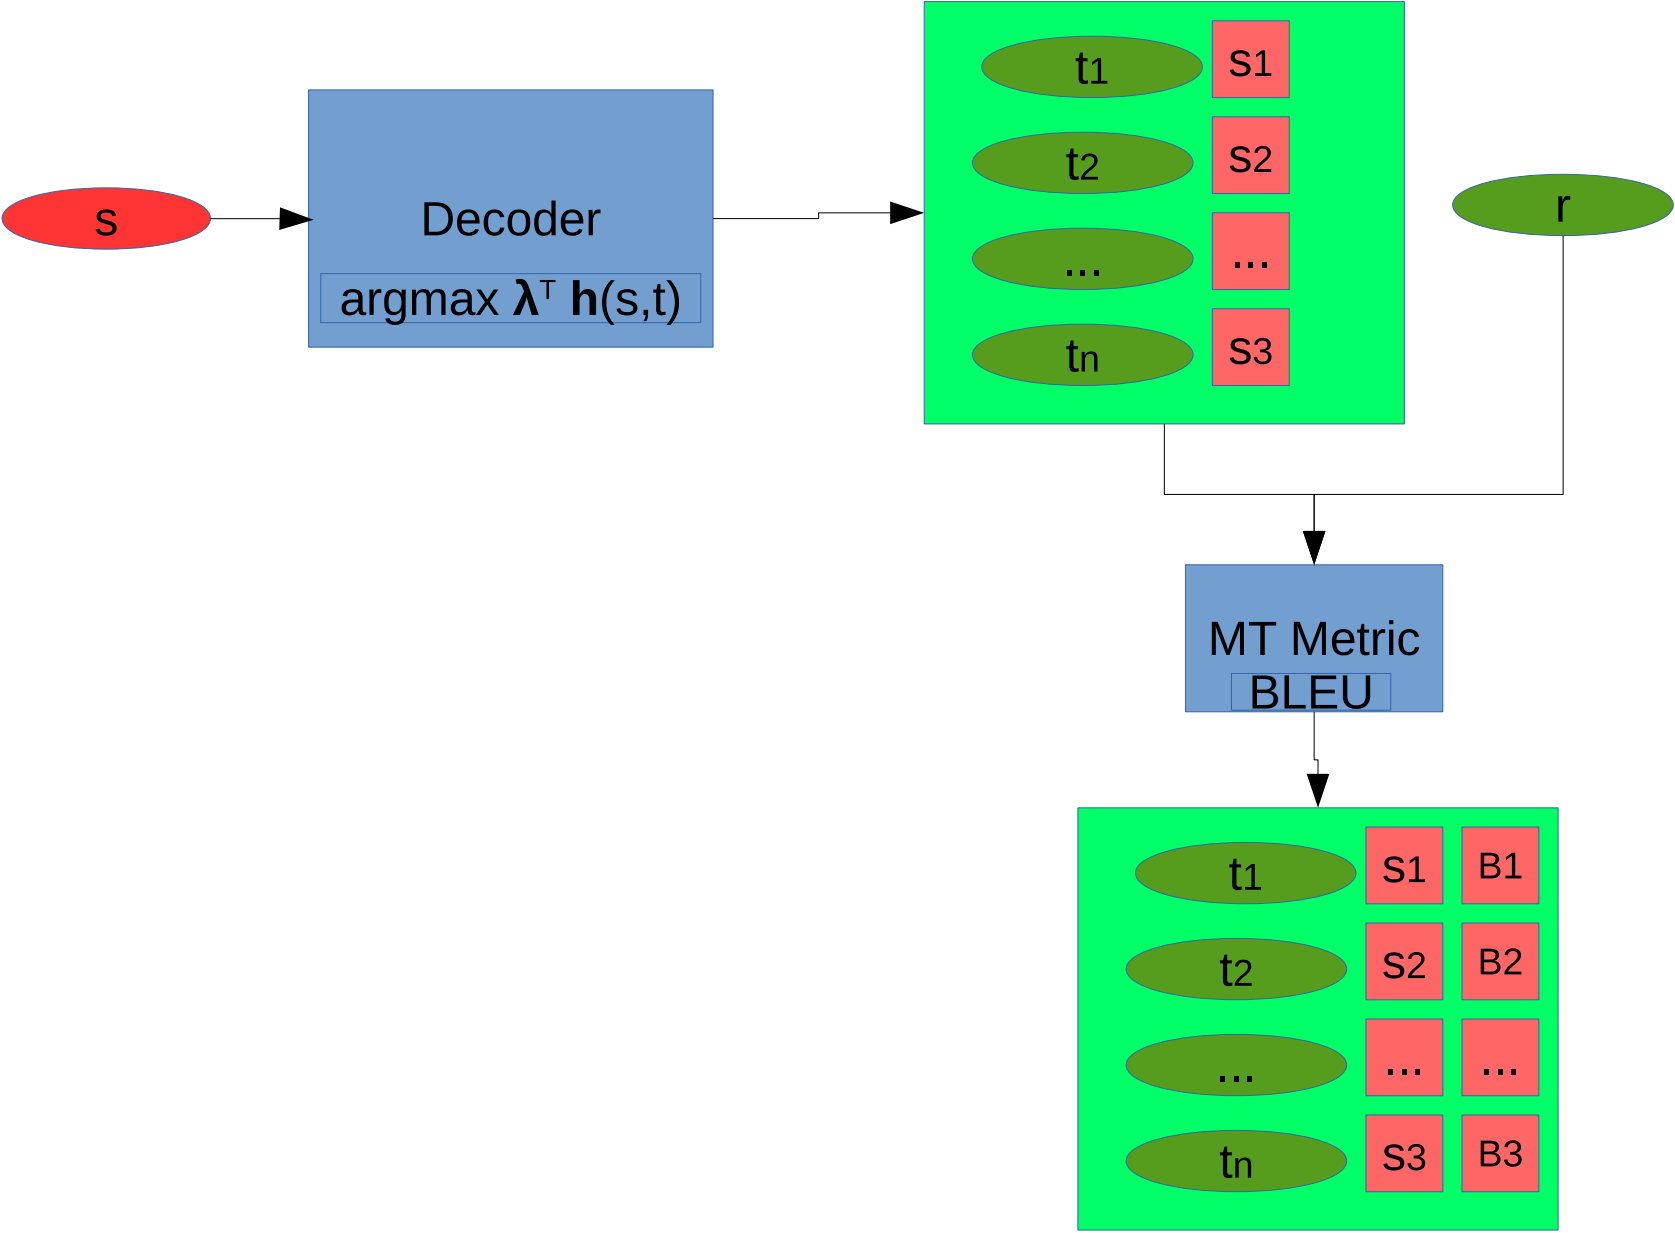 s
Decoder
argmax λᵀ h(s,t)
t1 s1
t2 s2
... ...
tn s3
r
MT Metric
BLEU
t1 s1 B1
t2 s2 B2
... ... ...
tn s3 B3